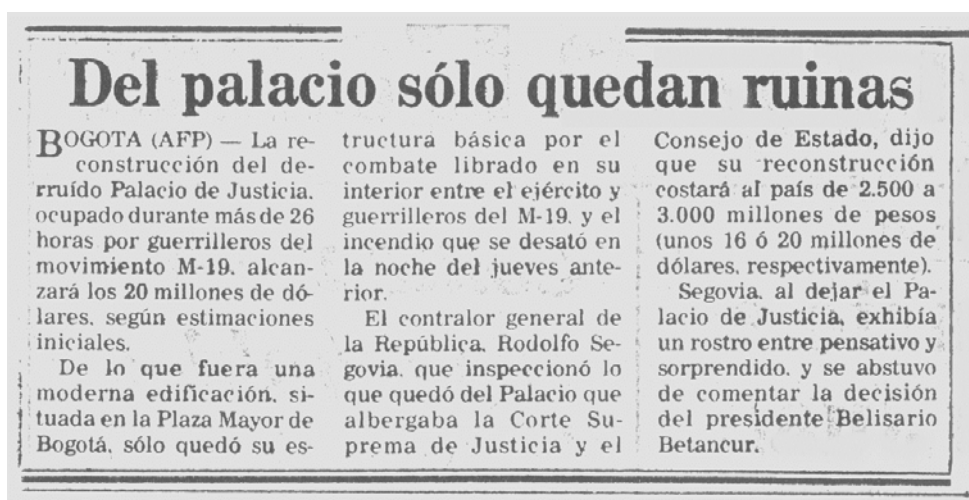 Del palacio sólo quedan ruinas
BOGOTA (AFP) — La re-
construcción del de-
rruído Palacio de Justicia,
ocupado durante más de 26
horas por guerrilleros del
movimiento M-19, alcan-
zará los 20 millones de dó-
lares, según estimaciones
iniciales.
De lo que fuera una
moderna edificación, si-
tuada en la Plaza Mayor de
Bogotá, sólo quedó su es-
tructura básica por el
combate librado en su
interior entre el ejército y
guerrilleros del M-19, y el
incendio que se desató en
la noche del jueves ante-
rior.
El contralor general de
la República, Rodolfo Se-
govia, que inspeccionó lo
que quedó del Palacio que
albergaba la Corte Su-
prema de Justicia y el
Consejo de Estado, dijo
que su reconstrucción
costará al país de 2.500 a
3.000 millones de pesos
(unos 16 ó 20 millones de
dólares, respectivamente).
Segovia, al dejar el Pa-
lacio de Justicia, exhibía
un rostro entre pensativo y
sorprendido, y se abstuvo
de comentar la decisión
del presidente Belisario
Betancur.